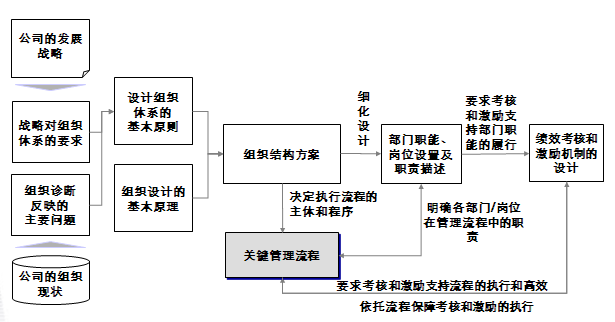 公司的发展
战略
战略对组织
体系的要求
组织诊断
反映的
主要问题
公司的组织
现状
设计组织
体系的
基本原则
组织设计的
基本原理
组织结构方案
细
化
设
计
部门职能、
岗位设置及
职责描述
要求考核
和激励支
持部门职
能的履行
绩效考核和
激励机制的
设计
决定执行流程的
主体和程序
明确各部门/岗位
在管理流程中的职
责
关键管理流程
要求考核和激励支持流程的执行和高效
依托流程保障考核和激励的执行